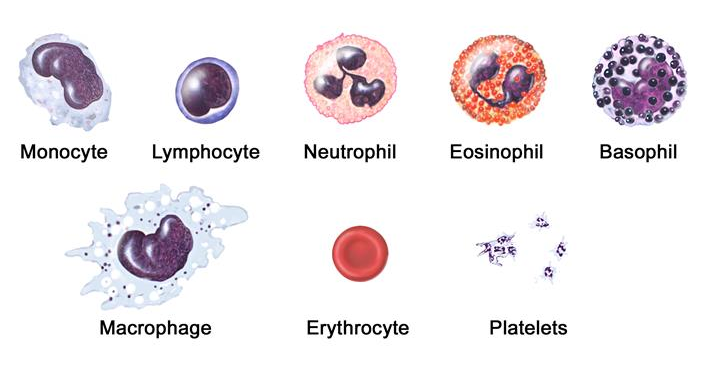 Monocyte
Lymphocyte
Neutrophil
Eosinophil
Basophil
Macrophage
Erythrocyte
Platelets